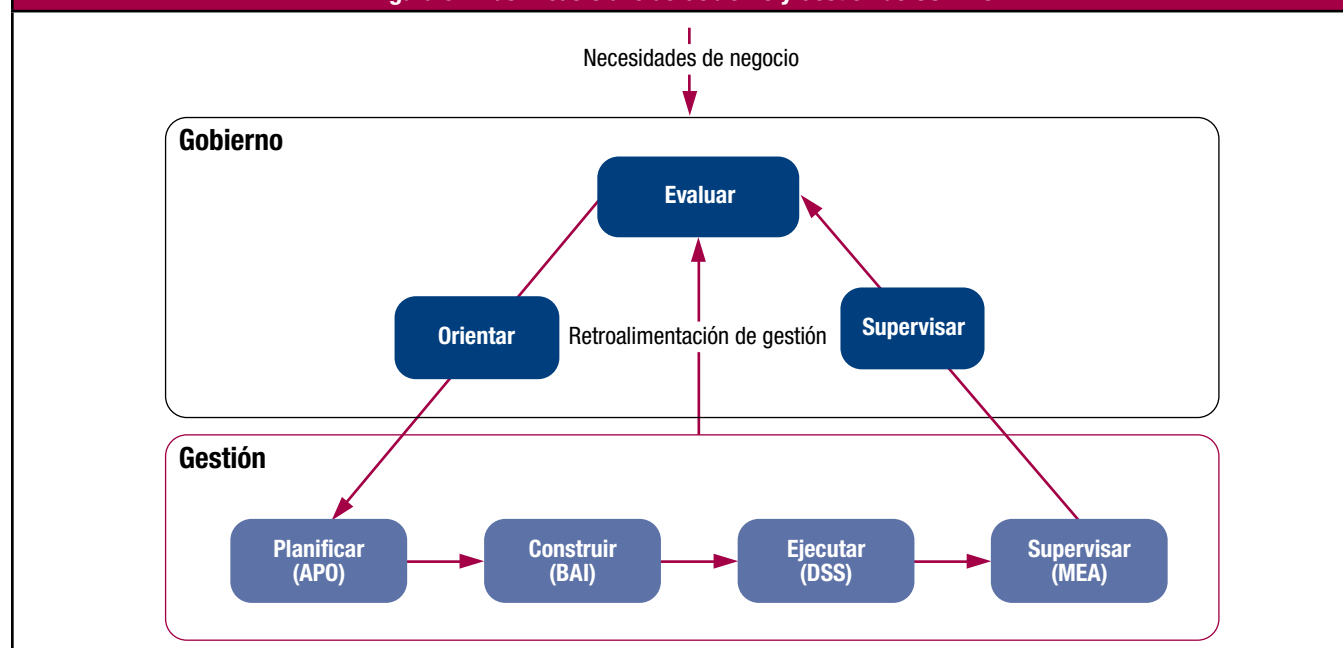 Necesidades de negocio
Gobierno
Evaluar
Orientar
Retroalimentación de gestión
Supervisar
Gestión
Planificar
(APO)
Construir
(BAI)
Ejecutar
(DSS)
Supervisar
(MEA)